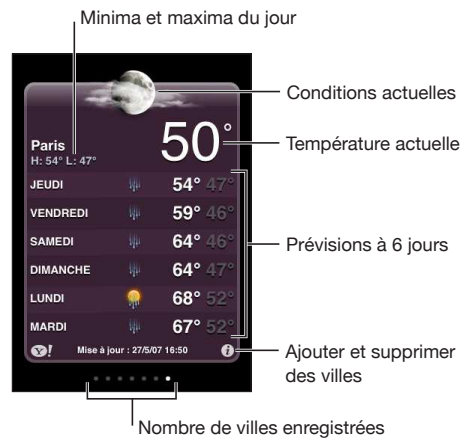 Minima et maxima du jour
Conditions actuelles
Paris
H: 54° L: 47°
50°
Température actuelle
JEUDI 54° 47°
VENDREDI 59° 46°
SAMEDI 64° 46°
DIMANCHE 64° 47°
LUNDI 68° 52°
MARDI 67° 52°
Prévisions à 6 jours
Y! Mise à jour : 27/5/07 16:50 i
Ajouter et supprimer
des villes
Nombre de villes enregistrées